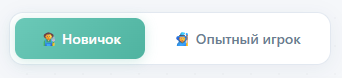 Новичок
Опытный игрок